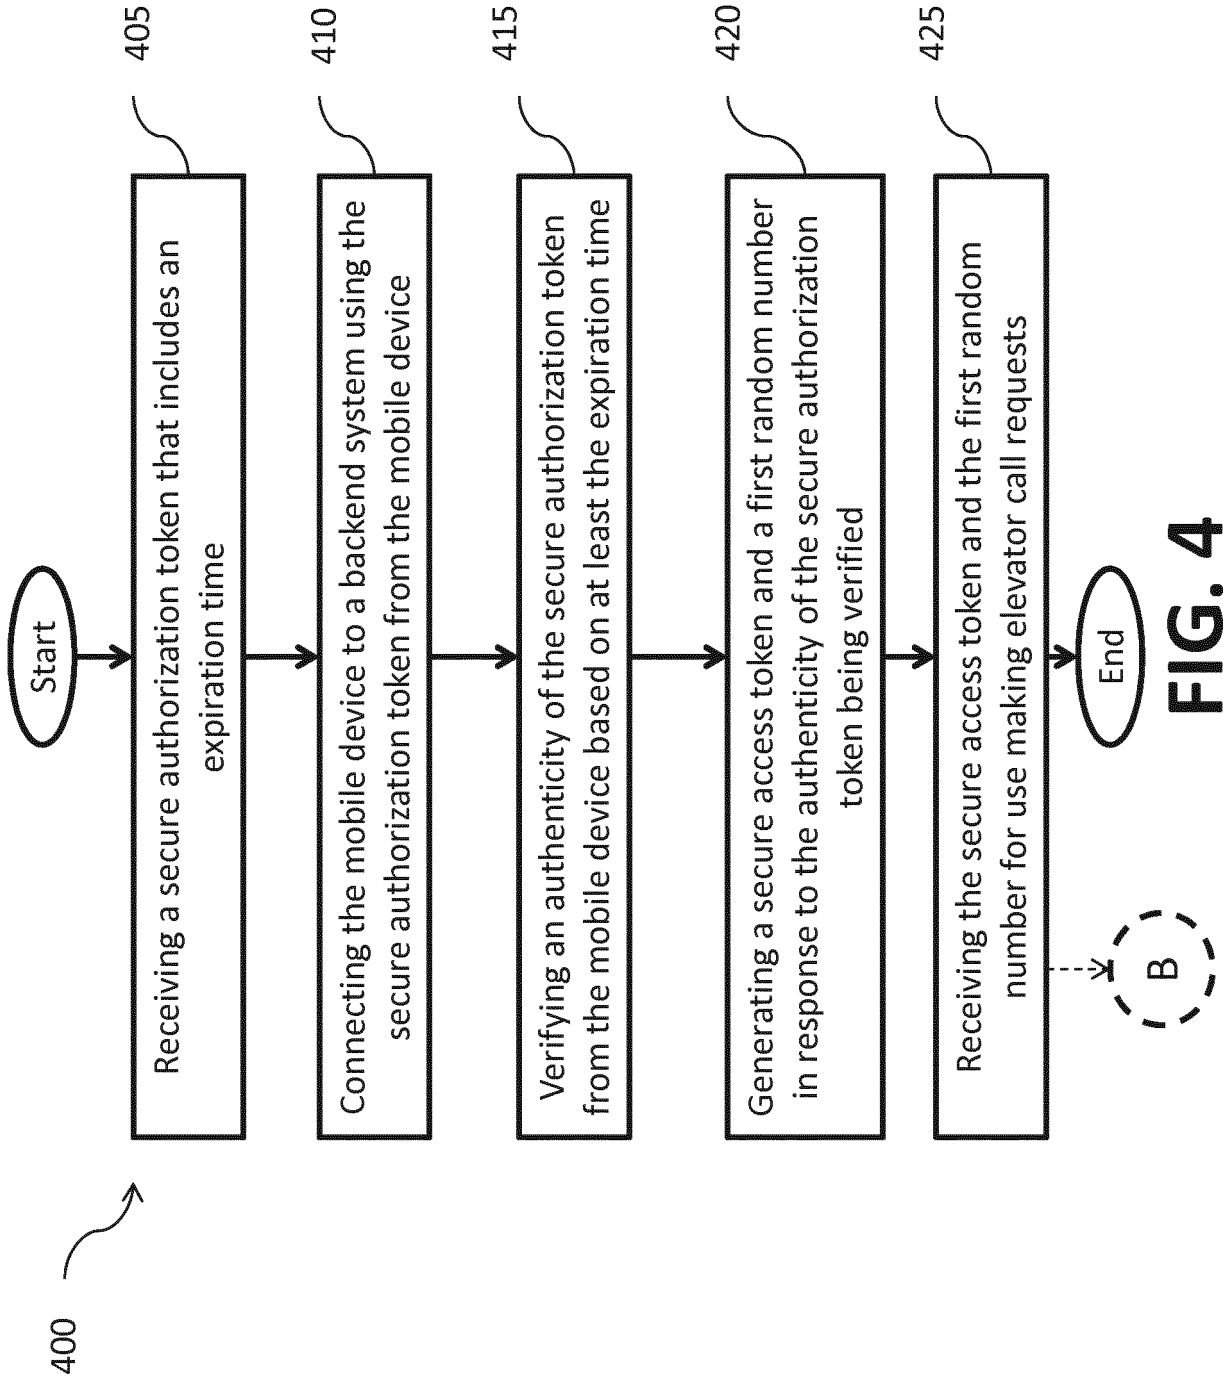 400
Start
405
Receiving a secure authorization token that includes an
expiration time
410
Connecting the mobile device to a backend system using the
secure authorization token from the mobile device
415
Verifying an authenticity of the secure authorization token
from the mobile device based on at least the expiration time
420
Generating a secure access token and a first random number
in response to the authenticity of the secure authorization
token being verified
425
Receiving the secure access token and the first random
number for use making elevator call requests
B
End
FIG. 4